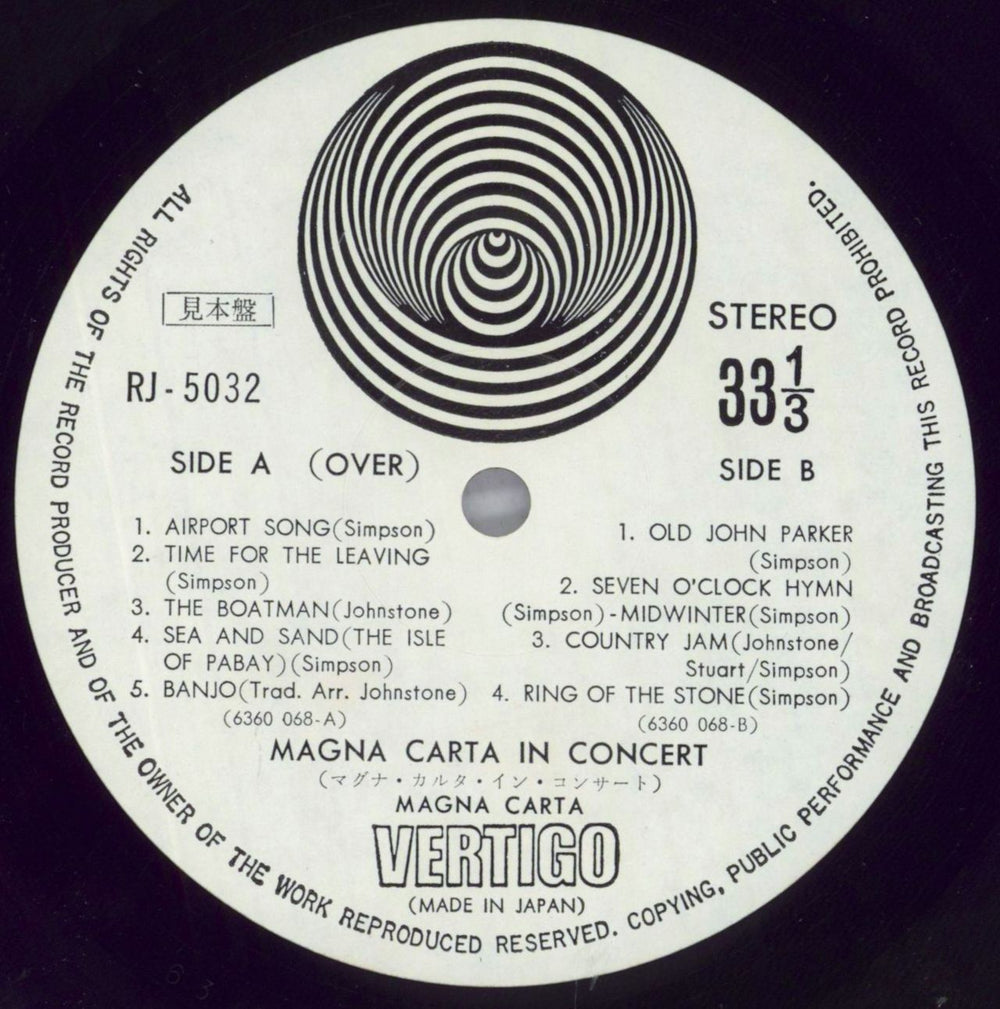 ALL RIGHTS OF THE RECORD PRODUCER AND OF THE OWNER OF THE WORK REPRODUCED RESERVED. COPYING, PUBLIC PERFORMANCE AND BROADCASTING THIS RECORD PROHIBITED.
見本盤
RJ-5032
STEREO
33 1/3
SIDE A (OVER)
1. AIRPORT SONG(Simpson)
2. TIME FOR THE LEAVING
(Simpson)
3. THE BOATMAN(Johnstone)
4. SEA AND SAND(THE ISLE
OF PABAY)(Simpson)
5. BANJO(Trad. Arr. Johnstone)
(6360 068-A)
SIDE B
1. OLD JOHN PARKER
(Simpson)
2. SEVEN O'CLOCK HYMN
(Simpson)-MIDWINTER(Simpson)
3. COUNTRY JAM(Johnstone/
Stuart/Simpson)
4. RING OF THE STONE(Simpson)
(6360 068-B)
MAGNA CARTA IN CONCERT
(マグナ・カルタ・イン・コンサート)
MAGNA CARTA
VERTIGO
(MADE IN JAPAN)